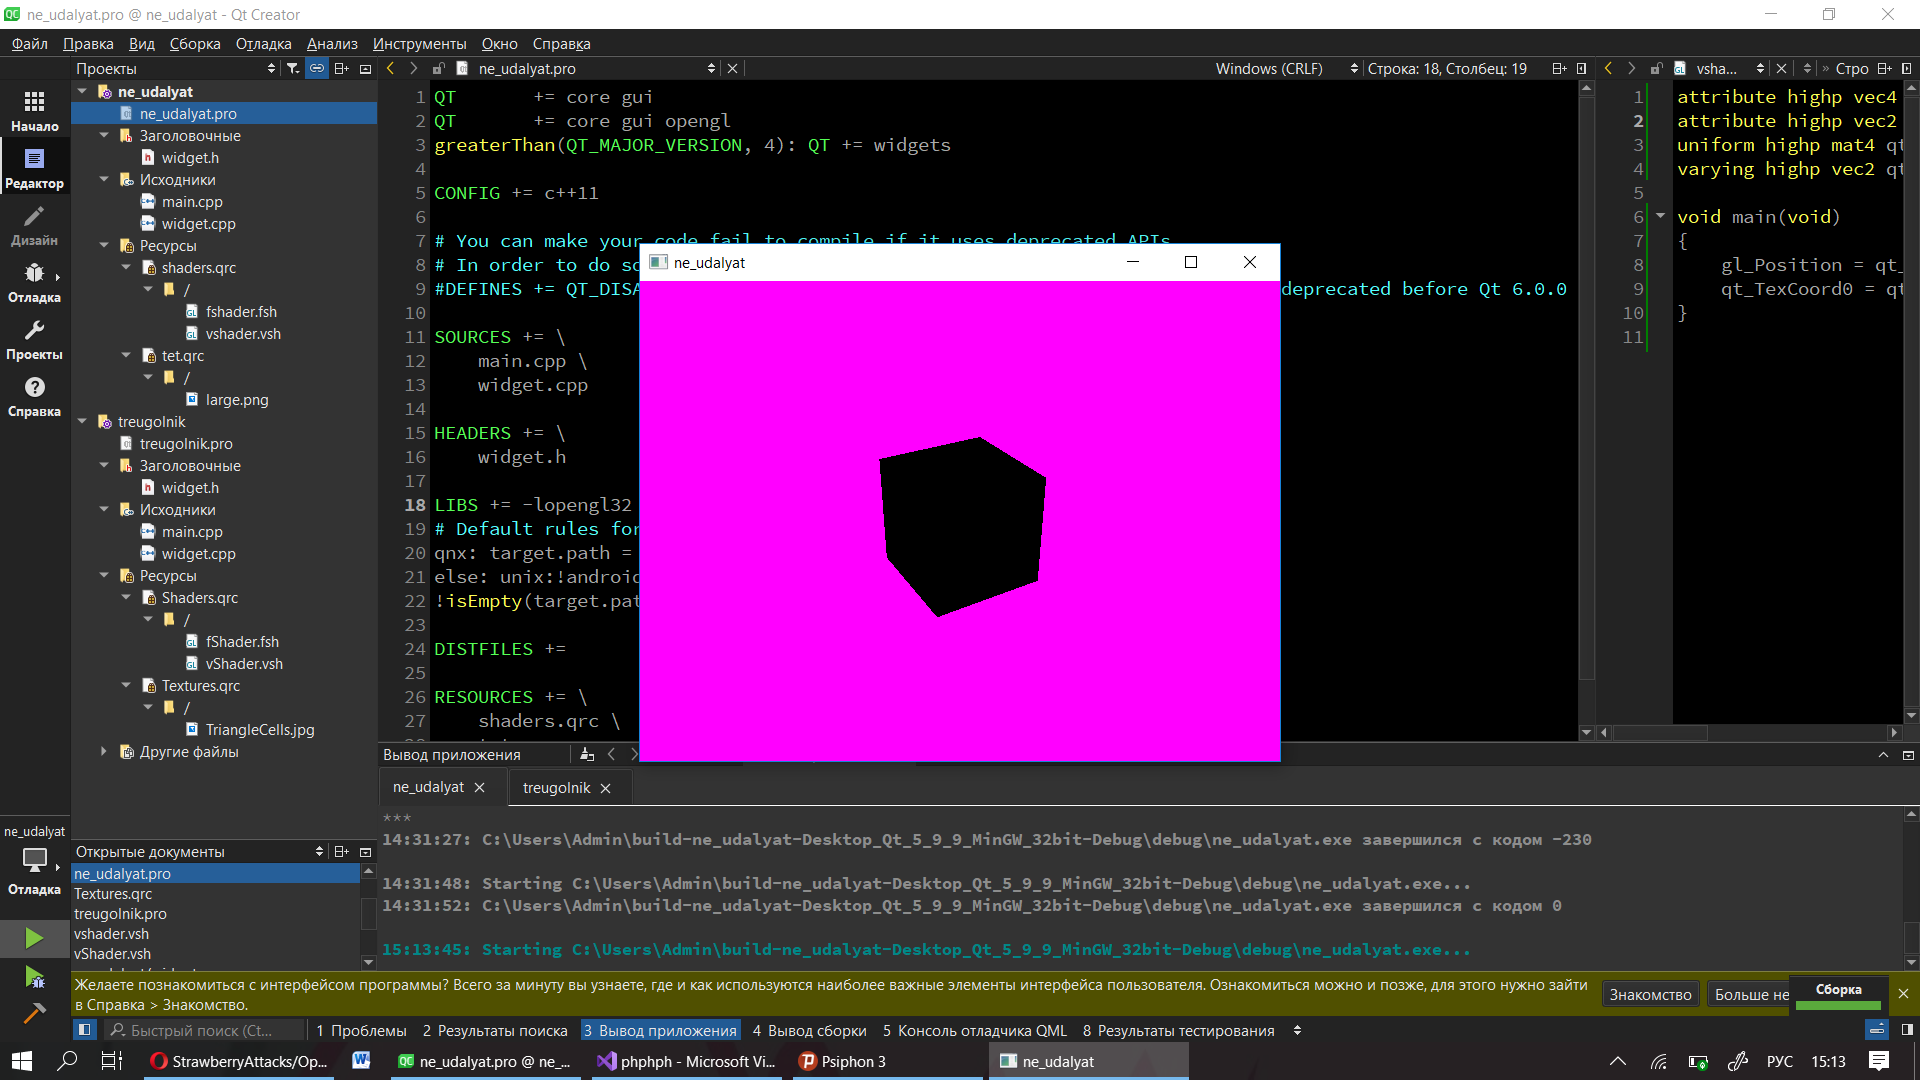 ne_udalyat.pro @ ne_udalyat - Qt Creator
Файл Правка Вид Сборка Отладка Анализ Инструменты Окно Справка
Проекты
ne_udalyat.pro
Windows (CRLF)
Строка: 18, Столбец: 19
vsha...
Стро
Начало
Редактор
Дизайн
Отладка
Проекты
Справка
ne_udalyat
ne_udalyat.pro
Заголовочные
widget.h
Исходники
main.cpp
widget.cpp
Ресурсы
shaders.qrc
/
fshader.fsh
vshader.vsh
tet.qrc
/
large.png
treugolnik
treugolnik.pro
Заголовочные
widget.h
Исходники
main.cpp
widget.cpp
Ресурсы
Shaders.qrc
/
fShader.fsh
vShader.vsh
Textures.qrc
/
TriangleCells.jpg
Другие файлы
1 QT += core gui
2 QT += core gui opengl
3 greaterThan(QT_MAJOR_VERSION, 4): QT += widgets
4
5 CONFIG += c++11
6
7 # You can make your code fail to compile if it uses deprecated APIs
8 # In order to do so
9 #DEFINES += QT_DISA deprecated before Qt 6.0.0
10
11 SOURCES += \
12 main.cpp \
13 widget.cpp
14
15 HEADERS += \
16 widget.h
17
18 LIBS += -lopengl32
19 # Default rules for
20 qnx: target.path =
21 else: unix:!android
22 !isEmpty(target.pat
23
24 DISTFILES +=
25
26 RESOURCES += \
27 shaders.qrc \
ne_udalyat
1 attribute highp vec4
2 attribute highp vec2
3 uniform highp mat4 qt
4 varying highp vec2 qt
5
6 void main(void)
7 {
8 gl_Position = qt_
9 qt_TexCoord0 = qt
10 }
11
Вывод приложения
ne_udalyat
treugolnik
***
14:31:27: C:\Users\Admin\build-ne_udalyat-Desktop_Qt_5_9_9_MinGW_32bit-Debug\debug\ne_udalyat.exe завершился с кодом -230
14:31:48: Starting C:\Users\Admin\build-ne_udalyat-Desktop_Qt_5_9_9_MinGW_32bit-Debug\debug\ne_udalyat.exe...
14:31:52: C:\Users\Admin\build-ne_udalyat-Desktop_Qt_5_9_9_MinGW_32bit-Debug\debug\ne_udalyat.exe завершился с кодом 0
15:13:45: Starting C:\Users\Admin\build-ne_udalyat-Desktop_Qt_5_9_9_MinGW_32bit-Debug\debug\ne_udalyat.exe...
ne_udalyat
Отладка
Открытые документы
ne_udalyat.pro
Textures.qrc
treugolnik.pro
vshader.vsh
vShader.vsh
Желаете познакомиться с интерфейсом программы? Всего за минуту вы узнаете, где и как используются наиболее важные элементы интерфейса пользователя. Ознакомиться можно и позже, для этого нужно зайти
в Справка > Знакомство.
Знакомство
Больше не
Сборка
Быстрый поиск (Ct...
1 Проблемы
2 Результаты поиска
3 Вывод приложения
4 Вывод сборки
5 Консоль отладчика QML
8 Результаты тестирования
StrawberryAttacks/Op...
ne_udalyat.pro @ ne_...
phphph - Microsoft Vi...
Psiphon 3
ne_udalyat
РУС
15:13